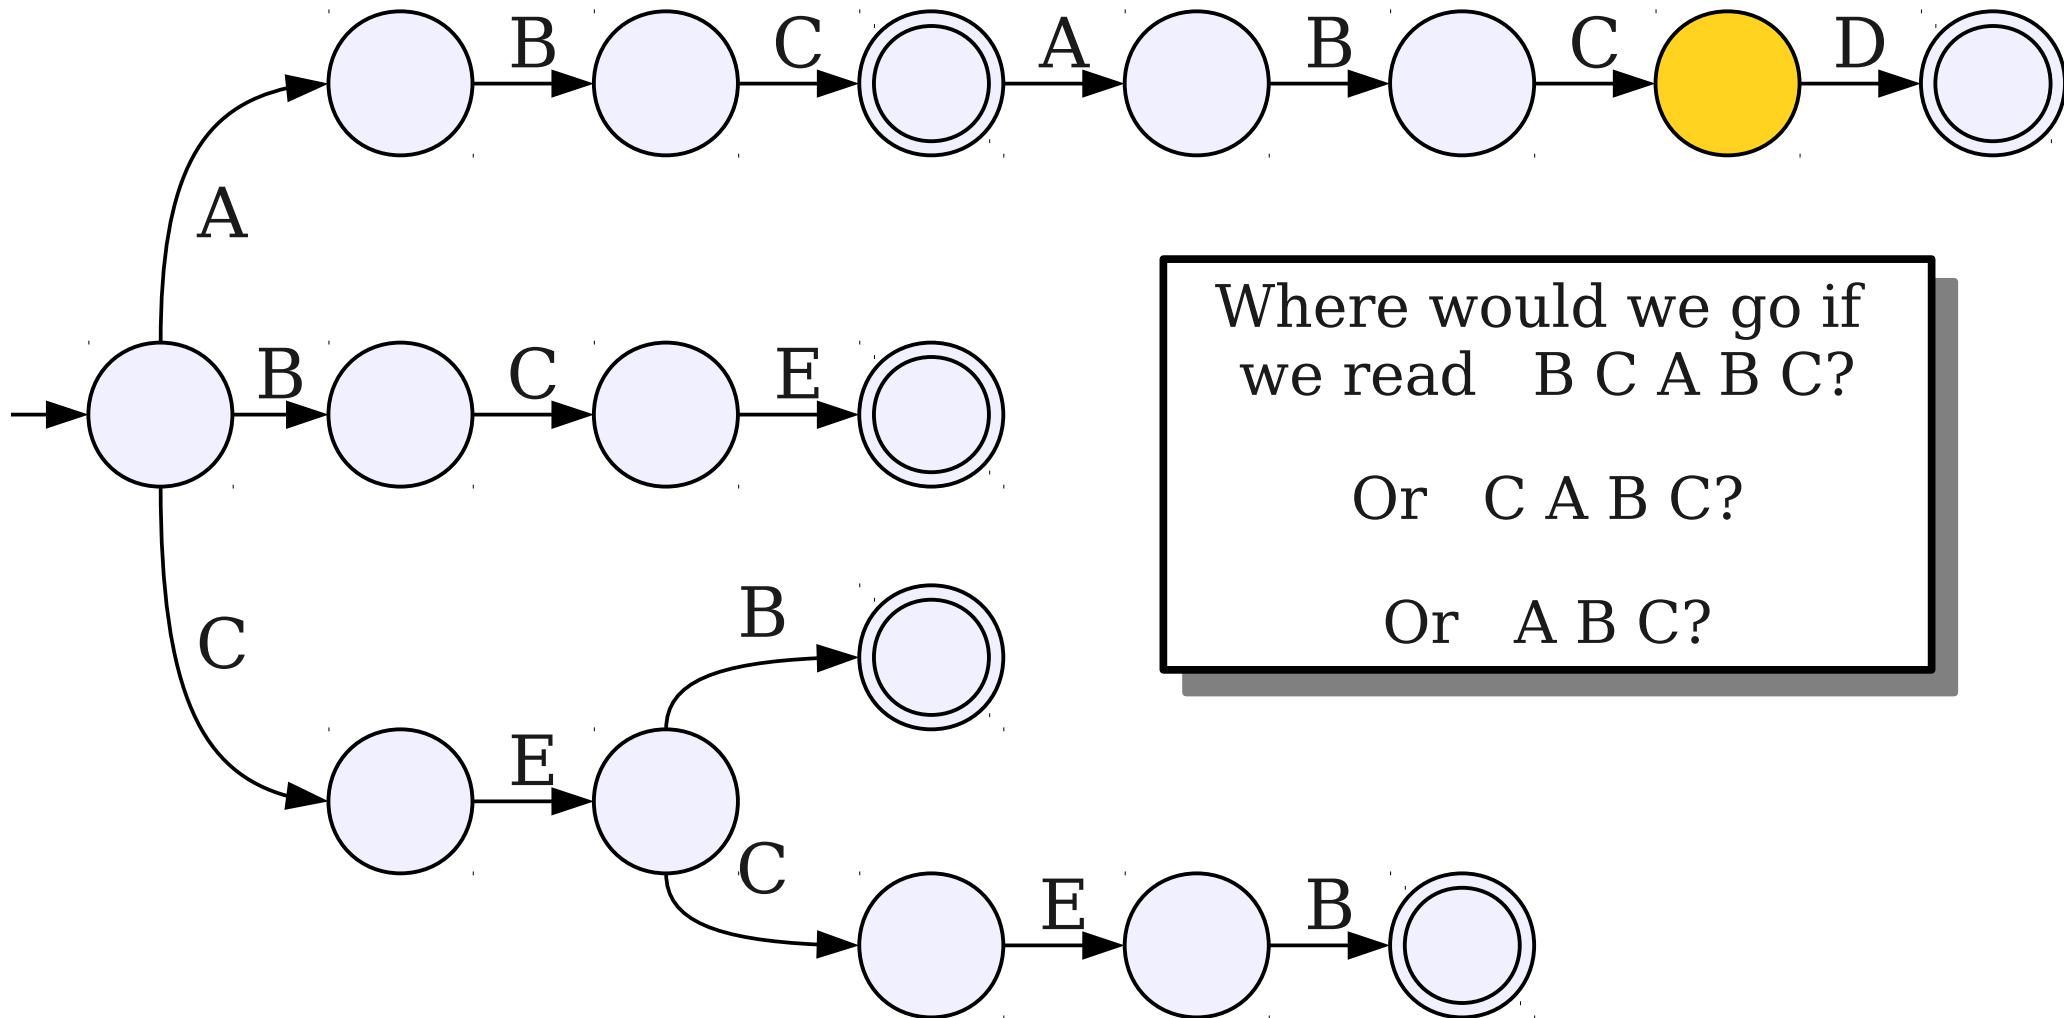 B C A B C D
A
B C E
C
B
E
C
E B
Where would we go if
we read B C A B C?
Or C A B C?
Or A B C?